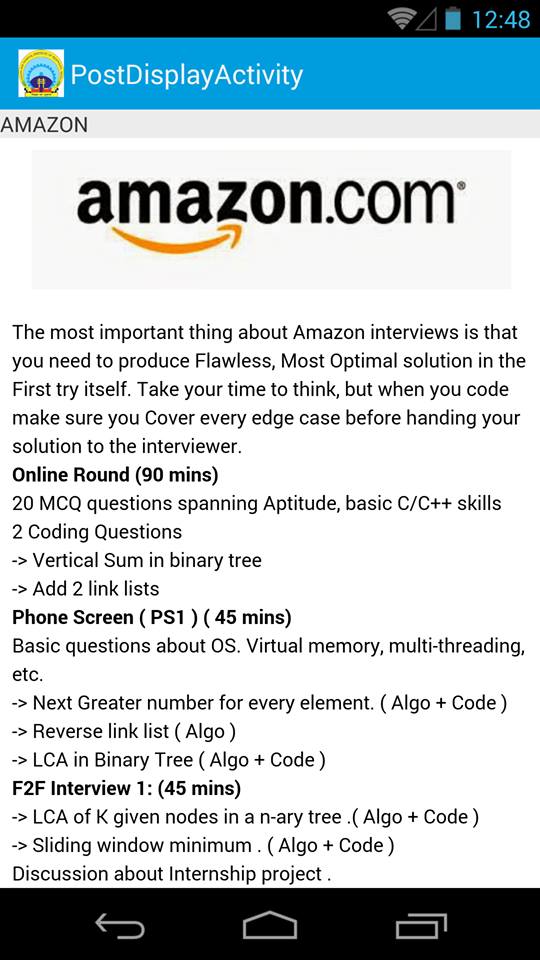 12:48
PostDisplayActivity
AMAZON
amazon.com®
The most important thing about Amazon interviews is that
you need to produce Flawless, Most Optimal solution in the
First try itself. Take your time to think, but when you code
make sure you Cover every edge case before handing your
solution to the interviewer.
Online Round (90 mins)
20 MCQ questions spanning Aptitude, basic C/C++ skills
2 Coding Questions
-> Vertical Sum in binary tree
-> Add 2 link lists
Phone Screen ( PS1 ) ( 45 mins)
Basic questions about OS. Virtual memory, multi-threading,
etc.
-> Next Greater number for every element. ( Algo + Code )
-> Reverse link list ( Algo )
-> LCA in Binary Tree ( Algo + Code )
F2F Interview 1: (45 mins)
-> LCA of K given nodes in a n-ary tree .( Algo + Code )
-> Sliding window minimum . ( Algo + Code )
Discussion about Internship project .